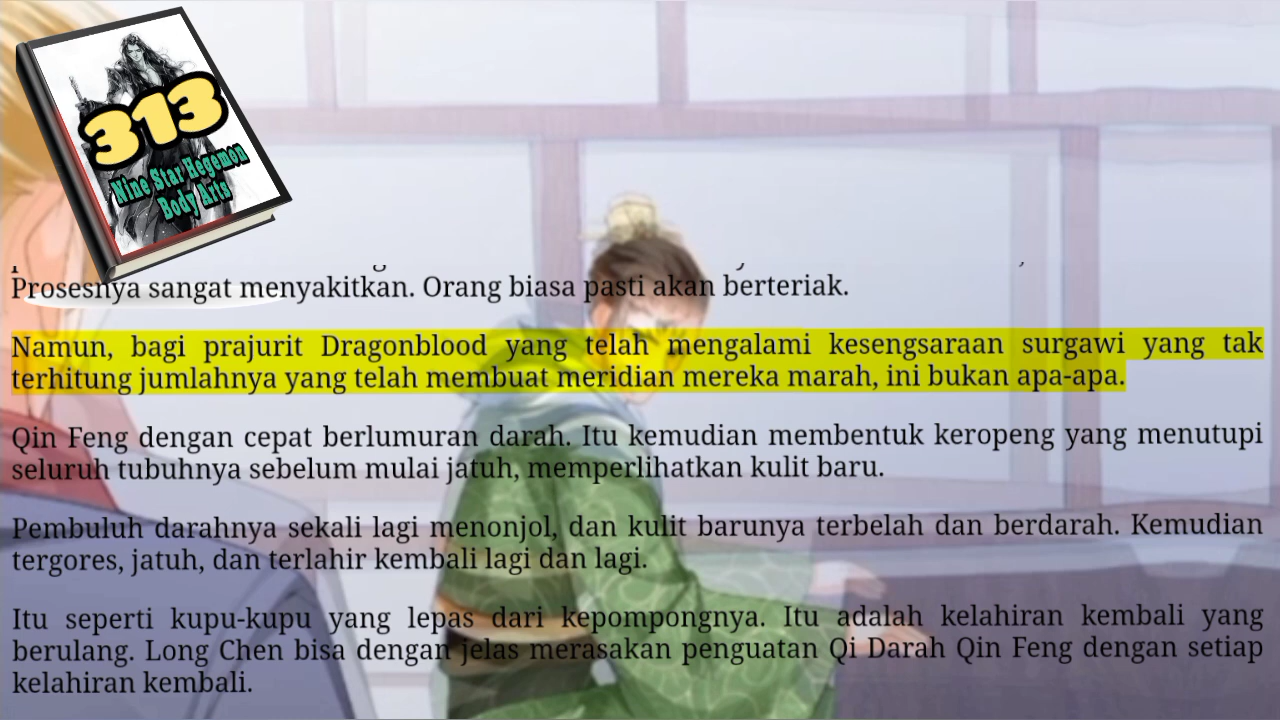 313
Nine Star Hegemon
Body Arts
Prosesnya sangat menyakitkan. Orang biasa pasti akan berteriak.
Namun, bagi prajurit Dragonblood yang telah mengalami kesengsaraan surgawi yang tak
terhitung jumlahnya yang telah membuat meridian mereka marah, ini bukan apa-apa.
Qin Feng dengan cepat berlumuran darah. Itu kemudian membentuk keropeng yang menutupi
seluruh tubuhnya sebelum mulai jatuh, memperlihatkan kulit baru.
Pembuluh darahnya sekali lagi menonjol, dan kulit barunya terbelah dan berdarah. Kemudian
tergores, jatuh, dan terlahir kembali lagi dan lagi.
Itu seperti kupu-kupu yang lepas dari kepompongnya. Itu adalah kelahiran kembali yang
berulang. Long Chen bisa dengan jelas merasakan penguatan Qi Darah Qin Feng dengan setiap
kelahiran kembali.